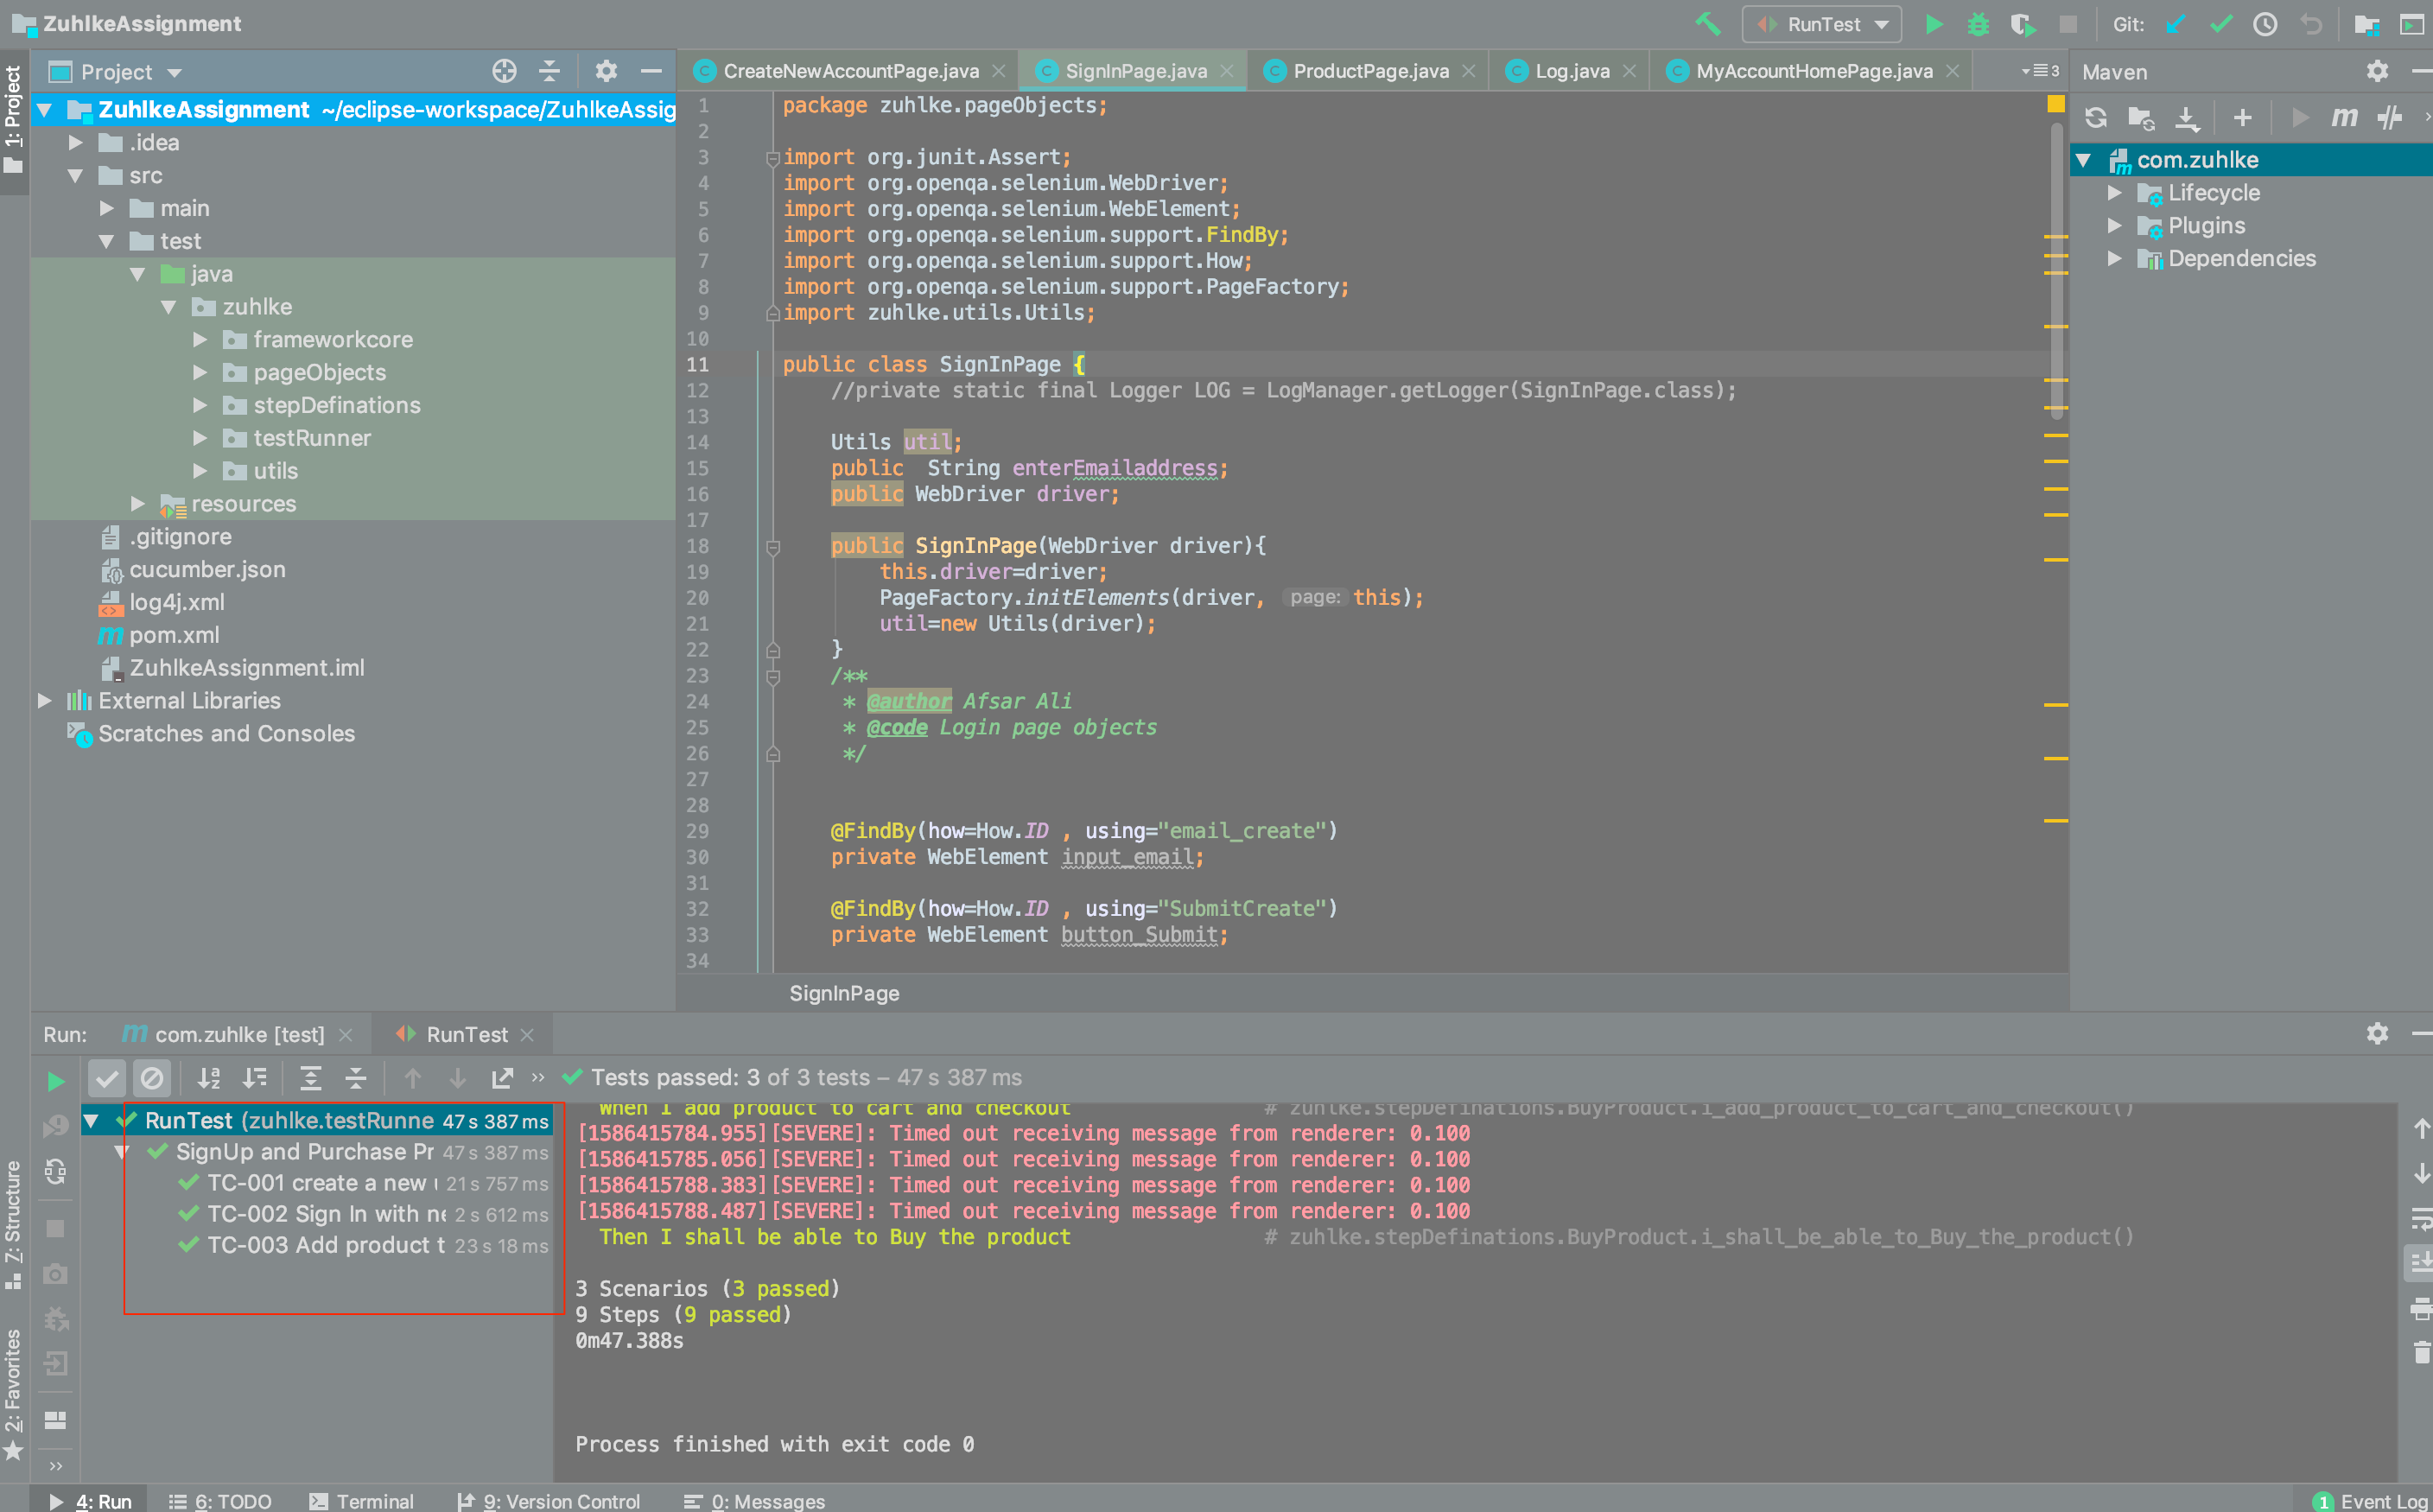 ZuhlkeAssignment
RunTest
Git:
1: Project
Project
ZuhlkeAssignment ~/eclipse-workspace/ZuhlkeAssig
.idea
src
main
test
java
zuhlke
frameworkcore
pageObjects
stepDefinations
testRunner
utils
resources
.gitignore
cucumber.json
log4j.xml
pom.xml
ZuhlkeAssignment.iml
External Libraries
Scratches and Consoles
CreateNewAccountPage.java
SignInPage.java
ProductPage.java
Log.java
MyAccountHomePage.java
3
1 package zuhlke.pageObjects;
2
3 import org.junit.Assert;
4 import org.openqa.selenium.WebDriver;
5 import org.openqa.selenium.WebElement;
6 import org.openqa.selenium.support.FindBy;
7 import org.openqa.selenium.support.How;
8 import org.openqa.selenium.support.PageFactory;
9 import zuhlke.utils.Utils;
10
11 public class SignInPage {
12 //private static final Logger LOG = LogManager.getLogger(SignInPage.class);
13
14 Utils util;
15 public  String enterEmailaddress;
16 public WebDriver driver;
17
18 public SignInPage(WebDriver driver){
19 this.driver=driver;
20 PageFactory.initElements(driver, page: this);
21 util=new Utils(driver);
22 }
23 /**
24 * @author Afsar Ali
25 * @code Login page objects
26 */
27
28
29 @FindBy(how=How.ID , using="email_create")
30 private WebElement input_email;
31
32 @FindBy(how=How.ID , using="SubmitCreate")
33 private WebElement button_Submit;
34
SignInPage
Maven
m
com.zuhlke
Lifecycle
Plugins
Dependencies
Run: com.zuhlke [test] RunTest
Tests passed: 3 of 3 tests – 47 s 387 ms
RunTest (zuhlke.testRunne 47 s 387 ms
SignUp and Purchase Pr 47 s 387 ms
TC-001 create a new 21 s 757 ms
TC-002 Sign In with ne 2 s 612 ms
TC-003 Add product t 23 s 18 ms
When I add product to cart and checkout # zuhlke.stepDefinations.BuyProduct.i_add_product_to_cart_and_checkout()
[1586415784.955][SEVERE]: Timed out receiving message from renderer: 0.100
[1586415785.056][SEVERE]: Timed out receiving message from renderer: 0.100
[1586415788.383][SEVERE]: Timed out receiving message from renderer: 0.100
[1586415788.487][SEVERE]: Timed out receiving message from renderer: 0.100
Then I shall be able to Buy the product # zuhlke.stepDefinations.BuyProduct.i_shall_be_able_to_Buy_the_product()
3 Scenarios (3 passed)
9 Steps (9 passed)
0m47.388s
Process finished with exit code 0
Z: Structure
2: Favorites
4: Run
6: TODO
Terminal
9: Version Control
0: Messages
1 Event Log